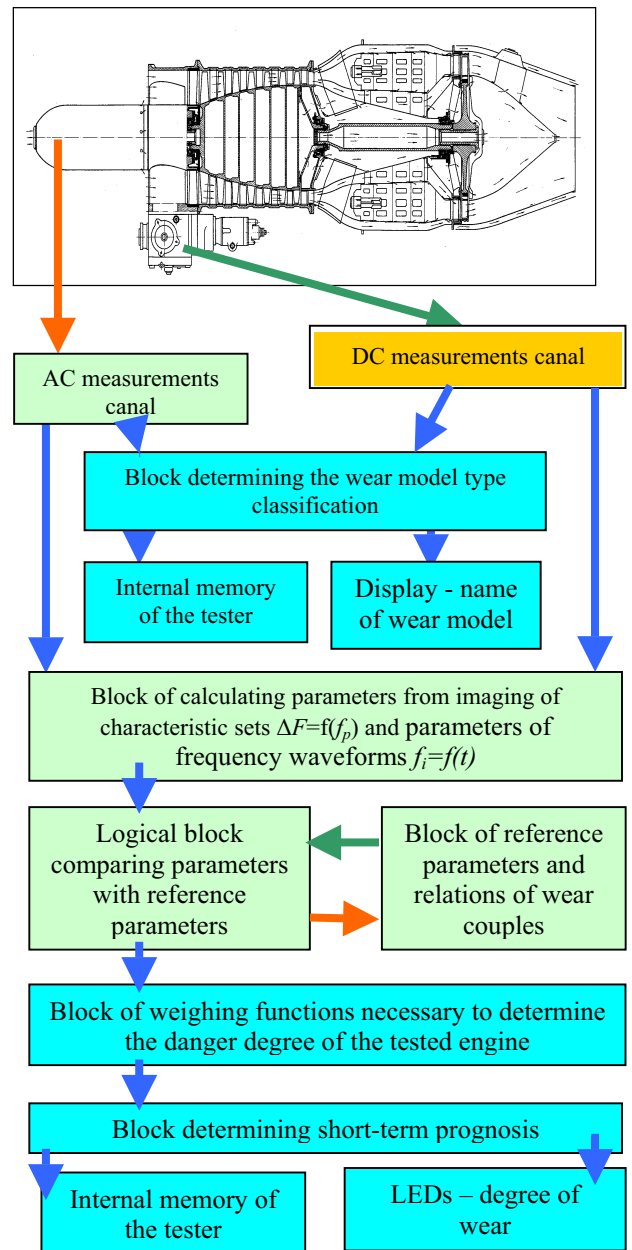 AC measurements
canal
DC measurements canal
Block determining the wear model type
classification
Internal memory
of the tester
Display - name
of wear model
Block of calculating parameters from imaging of
characteristic sets ΔF=f(fp) and parameters of
frequency waveforms fi=f(t)
Logical block
comparing parameters
with reference
parameters
Block of reference
parameters and
relations of wear
couples
Block of weighing functions necessary to determine
the danger degree of the tested engine
Block determining short-term prognosis
Internal memory of
the tester
LEDs – degree of
wear